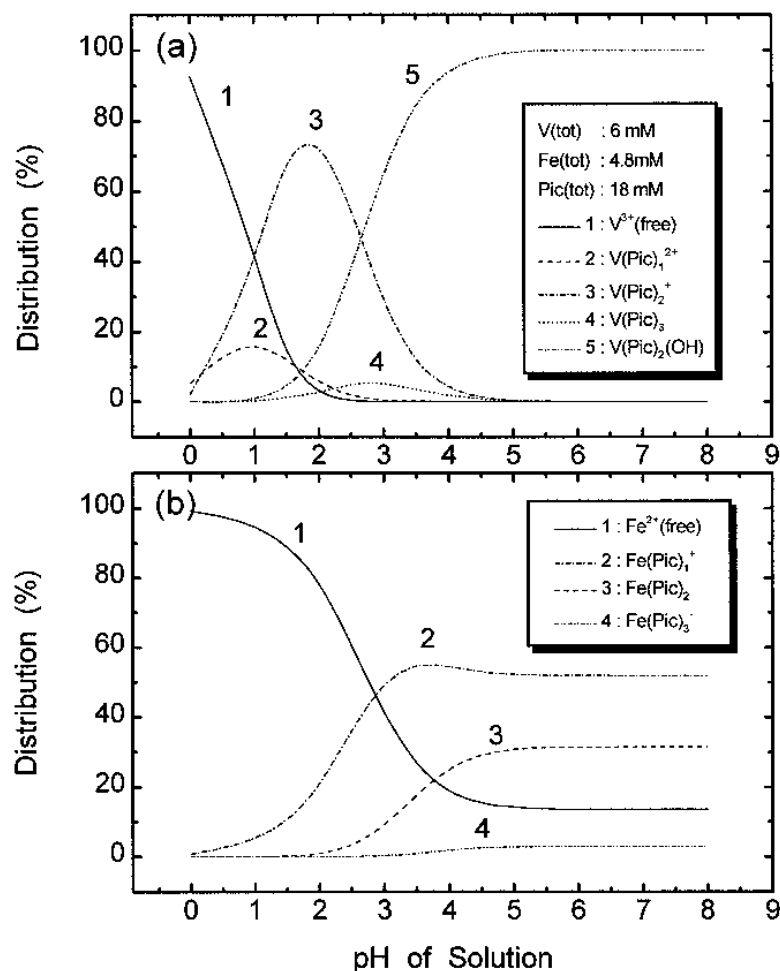 (a)
100
80
60
40
20
0
Distribution (%)
1
2
3
4
5
V(tot) : 6 mM
Fe(tot) : 4.8mM
Pic(tot) : 18 mM
1 : V³⁺(free)
2 : V(Pic)₁²⁺
3 : V(Pic)₂⁺
4 : V(Pic)₃
5 : V(Pic)₂(OH)
0 1 2 3 4 5 6 7 8 9
(b)
100
80
60
40
20
0
Distribution (%)
1
2
3
4
1 : Fe²⁺(free)
2 : Fe(Pic)₁⁺
3 : Fe(Pic)₂
4 : Fe(Pic)₃⁻
0 1 2 3 4 5 6 7 8 9
pH of Solution